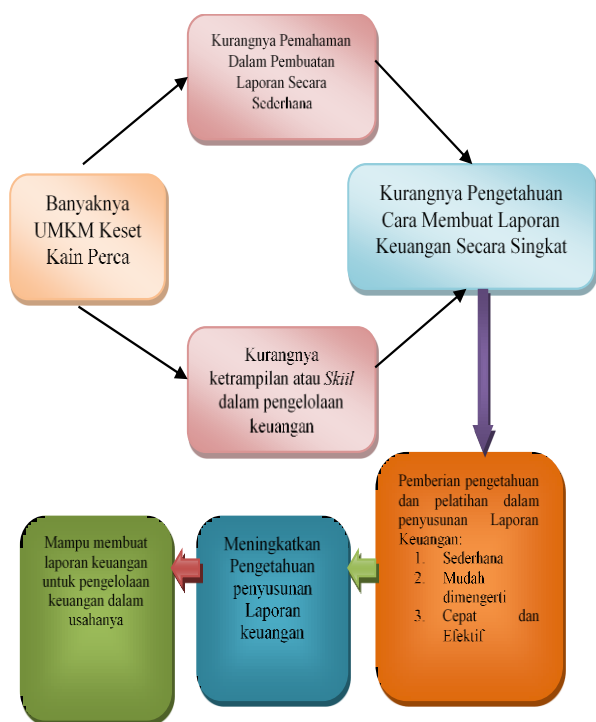 Kurangnya Pemahaman
Dalam Pembuatan
Laporan Secara
Sederhana
Banyaknya
UMKM Keset
Kain Perca
Kurangnya Pengetahuan
Cara Membuat Laporan
Keuangan Secara Singkat
Kurangnya
ketrampilan atau Skiil
dalam pengelolaan
keuangan
Pemberian pengetahuan
dan pelatihan dalam
penyusunan Laporan
Keuangan:
1. Sederhana
2. Mudah
dimengerti
3. Cepat dan
Efektif
Meningkatkan
Pengetahuan
penyusunan
Laporan
keuangan
Mampu membuat
laporan keuangan
untuk pengelolaan
keuangan dalam
usahanya